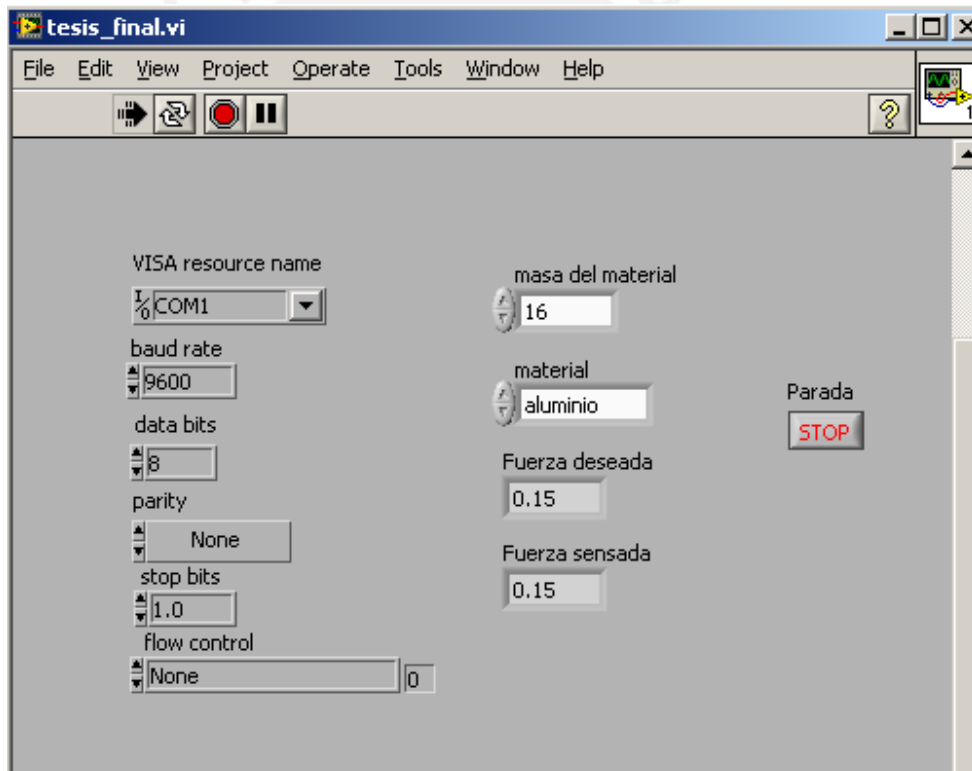 tesis_final.vi
File Edit View Project Operate Tools Window Help
?
1
VISA resource name
I/O COM1
baud rate
9600
data bits
8
parity
None
stop bits
1.0
flow control
None 0
masa del material
16
material
aluminio
Fuerza deseada
0.15
Fuerza sensada
0.15
Parada
STOP